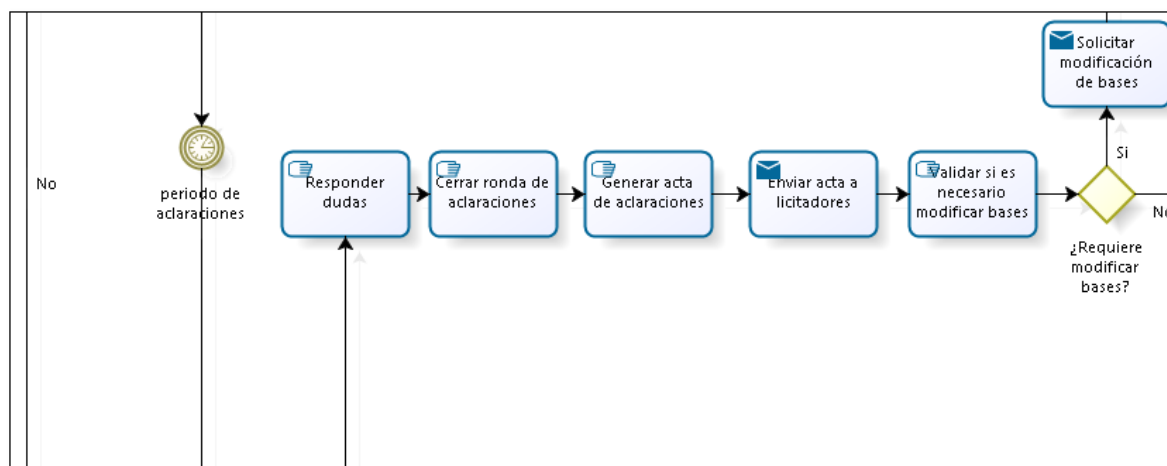 Solicitar
modificación
de bases
No
periodo de
aclaraciones
Responder
dudas
Cerrar ronda de
aclaraciones
Generar acta
de aclaraciones
Enviar acta a
licitadores
Validar si es
necesario
modificar bases
Si
No
¿Requiere
modificar
bases?